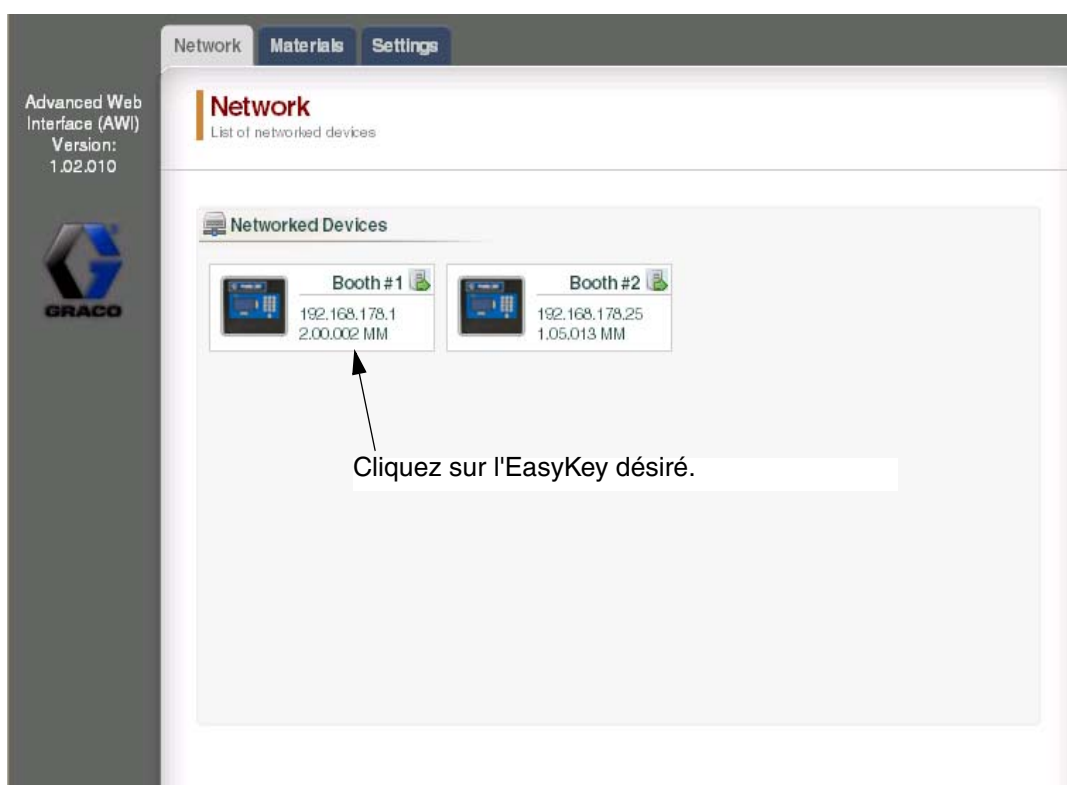 Network Materials Settings
Advanced Web
Interface (AWI)
Version:
1.02.010
GRACO
Network
List of networked devices
Networked Devices
Booth #1
192.168.178.1
2.00.002 MM
Booth #2
192.168.178.25
1.05.013 MM
Cliquez sur l'EasyKey désiré.